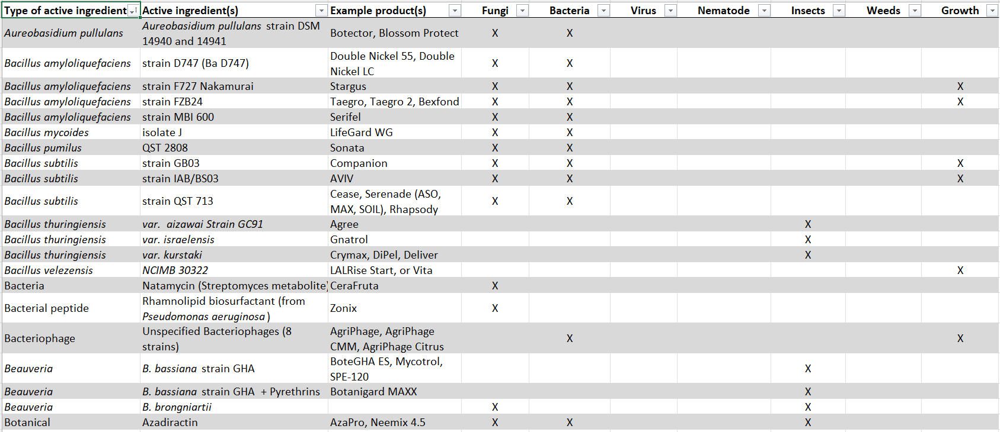 Type of active ingredient Active ingredient(s) Example product(s) Fungi Bacteria Virus Nematode Insects Weeds Growth
Aureobasidium pullulans Aureobasidium pullulans strain DSM 14940 and 14941 Botector, Blossom Protect X X
Bacillus amyloliquefaciens strain D747 (Ba D747) Double Nickel 55, Double Nickel LC X X
Bacillus amyloliquefaciens strain F727 Nakamurai Stargus X X X
Bacillus amyloliquefaciens strain FZB24 Taegro, Taegro 2, Bexfond X X X
Bacillus amyloliquefaciens strain MBI 600 Serifel X X
Bacillus mycoides isolate J LifeGard WG X X
Bacillus pumilus QST 2808 Sonata X X
Bacillus subtilis strain GB03 Companion X X X
Bacillus subtilis strain IAB/BS03 AVIV X X X
Bacillus subtilis strain QST 713 Cease, Serenade (ASO, MAX, SOIL), Rhapsody X X
Bacillus thuringiensis var. aizawai Strain GC91 Agree X
Bacillus thuringiensis var. israelensis Gnatrol X
Bacillus thuringiensis var. kurstaki Crymax, DiPel, Deliver X
Bacillus velezensis NCIMB 30322 LALRise Start, or Vita X
Bacteria Natamycin (Streptomyces metabolite) CeraFruta X
Bacterial peptide Rhamnolipid biosurfactant (from Pseudomonas aeruginosa) Zonix X
Bacteriophage Unspecified Bacteriophages (8 strains) AgriPhage, AgriPhage CMM, AgriPhage Citrus X X
Beauveria B. bassiana strain GHA BoteGHA ES, Mycotrol, SPE-120 X
Beauveria B. bassiana strain GHA + Pyrethrins Botanigard MAXX X
Beauveria B. brongniartii X X
Botanical Azadiractin AzaPro, Neemix 4.5 X X X